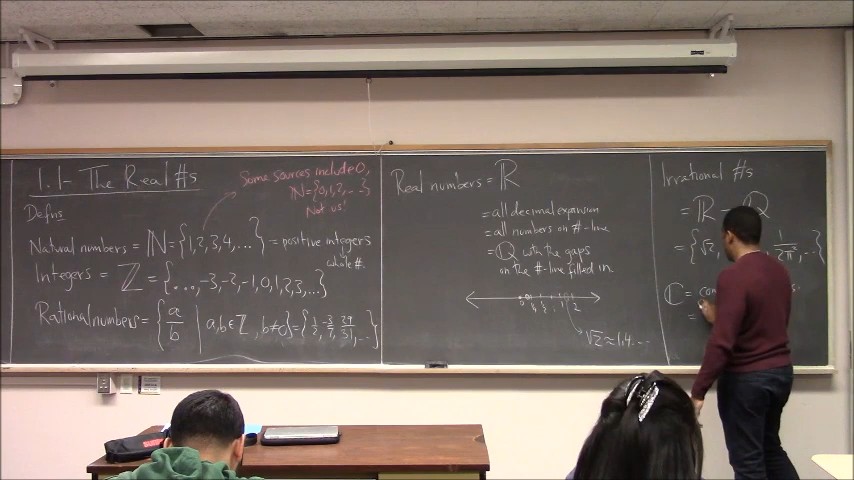 1.1- The Real #s
Some sources include 0,
ℕ={0,1,2,...}
Not us!
Defns
Natural numbers = ℕ = {1,2,3,4,...} = positive integers
whole #.
Integers = ℤ = {...,-3,-2,-1,0,1,2,3,...}
Rational numbers = {a/b | a,b∈ℤ, b≠0} = {1/2, -3/7, 29/31,...}
Real numbers = ℝ
= all decimal expansion
= all numbers on #-line
= ℚ with the gaps
on the #-line filled in
√2≈1.4...
Irrational #s
= ℝ - ℚ
= {√2, 1/2π,...}
ℂ = com
=